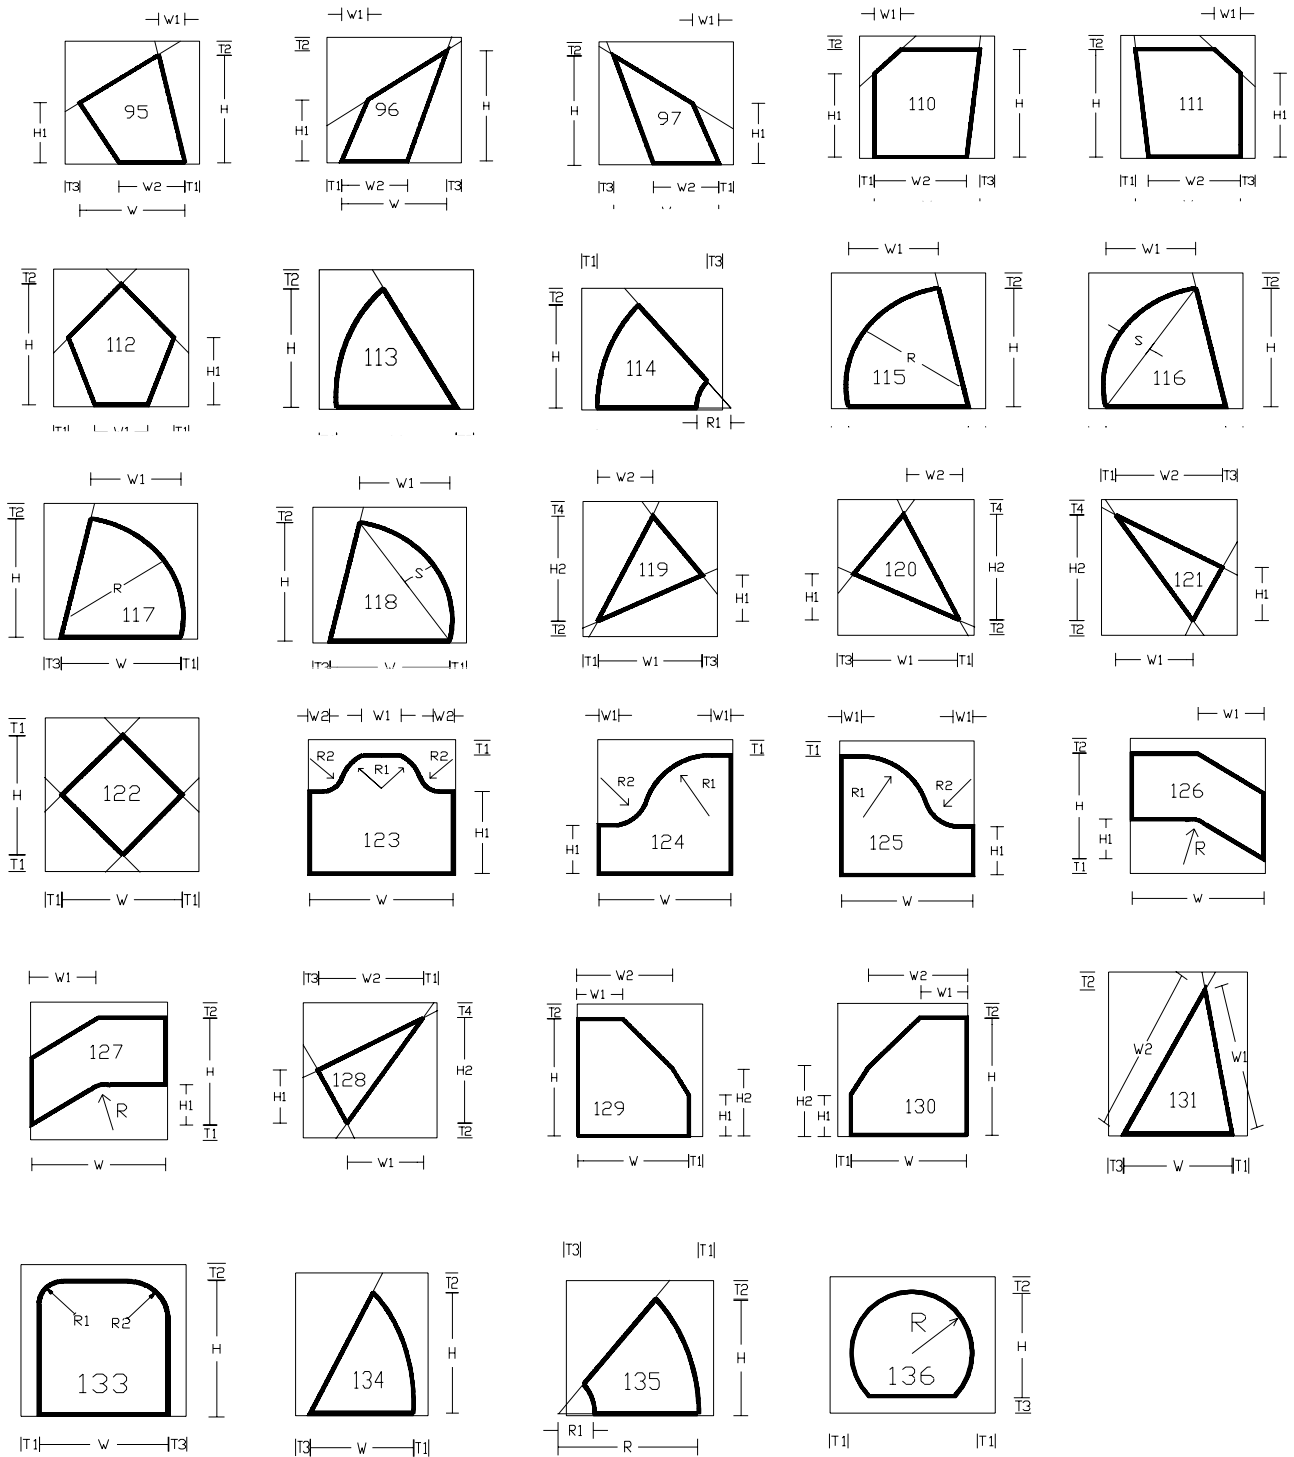 W1 W1 W1 W1 W1
T2 T2 T2 T2 T2
95 H H1
96 H H1
97 H H1
110 H H1
111 H H1
T3 W2 T1 T1 W2 T3 T3 W2 T1 T1 W2 T3 T1 W2 T3
W W
W1 W1
T1 T3
T2 T2 T2 T2 T2
112 H H1
113 H
114 H
115 R H
116 S H
R1
W1 W1 W2 W2 T1 W2 T3
T2 T2 T4 T4 T4
117 R H
118 S H
119 H2 H1
120 H2 H1
121 H2 H1
T2 T2 T2
T3 W T1 T3 W T1 T1 W1 T3 T3 W1 T1 W1
W2 W1 W2 W1 W1 W1 W1 W1
T1 T1 T1 T1 T2
122 H
R2 R1 R2 123 H1
R2 R1 124 H1
R1 R2 125 H1
126 R H H1
T1 T1
T1 W T1 W W W W
W1 T3 W2 T1 W2 W2
W1 W1
T2 T4 T2 T2 T2
127 R H H1
128 H2 H1
129 H H2 H1
130 H H2 H1
131 W2 W1
T1 T2
W W1 W T1 T1 W T3 W T1
T3 T1
T2 T2 T2 T2
R1 R2 133 H
134 H
135 H
R 136 H
T3
T1 W T3 T3 W T1 R1 T1 T1
R